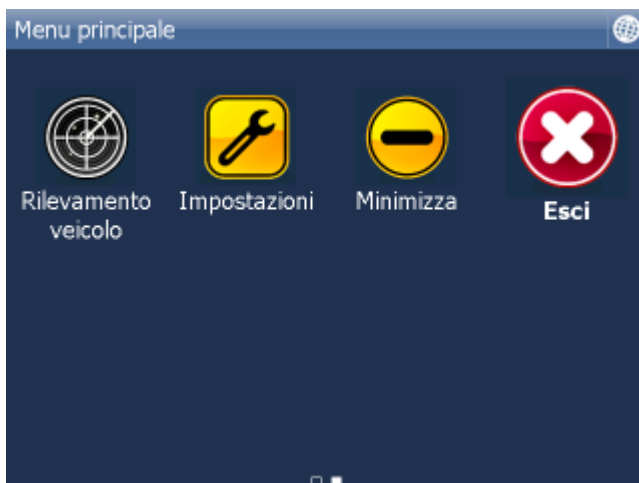 Menu principale
Rilevamento
veicolo
Impostazioni
Minimizza
Esci